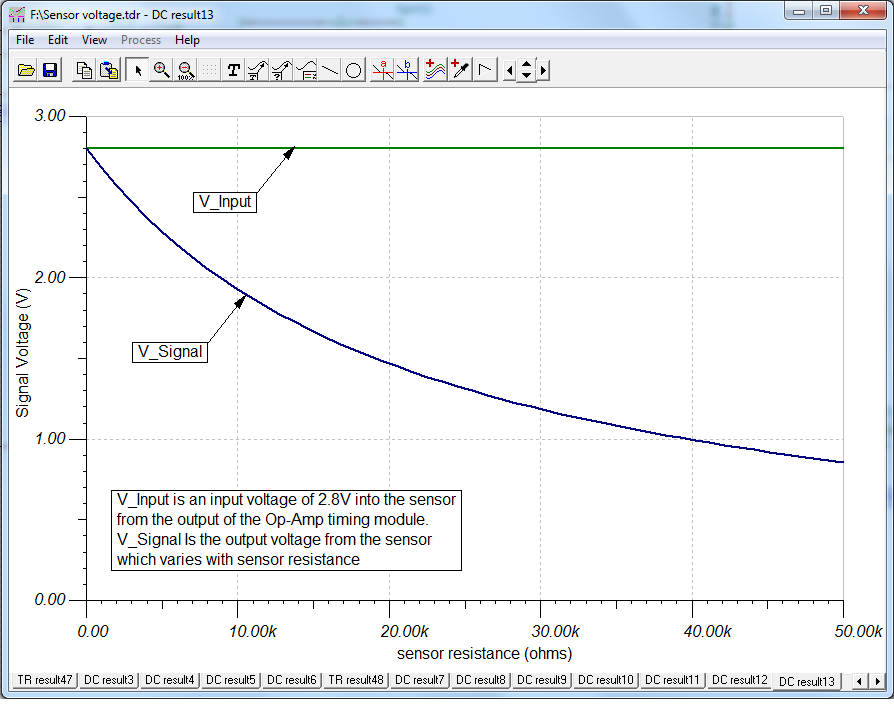 F:\Sensor voltage.tdr - DC result13
File Edit View Process Help
T 100% ? a b
3.00
V_Input
2.00
Signal Voltage (V)
V_Signal
1.00
V_Input is an input voltage of 2.8V into the sensor
from the output of the Op-Amp timing module.
V_Signal Is the output voltage from the sensor
which varies with sensor resistance
0.00
0.00 10.00k 20.00k 30.00k 40.00k 50.00k
sensor resistance (ohms)
TR result47 DC result3 DC result4 DC result5 DC result6 TR result48 DC result7 DC result8 DC result9 DC result10 DC result11 DC result12 DC result13